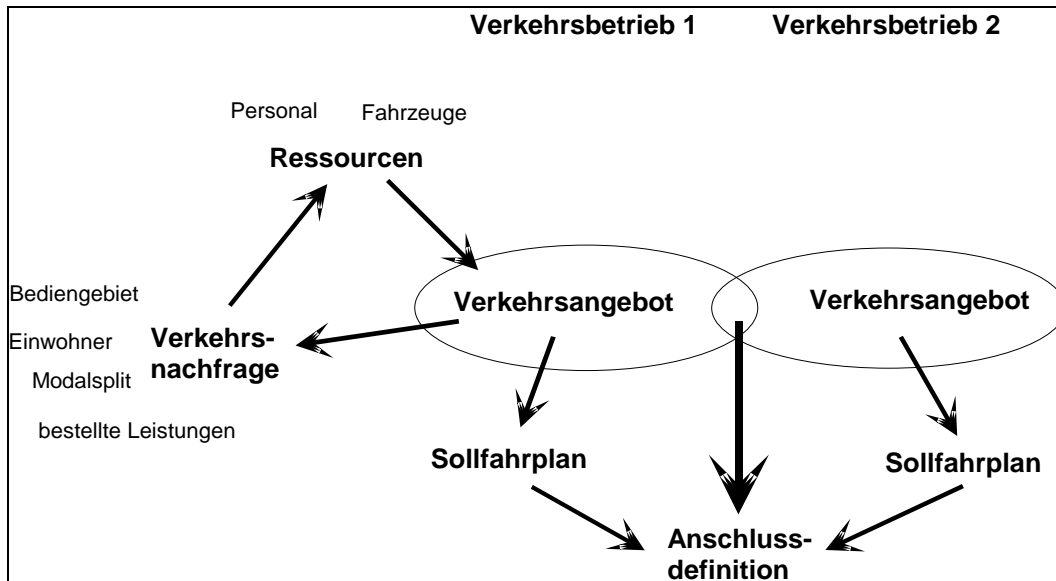 Verkehrsbetrieb 1
Verkehrsbetrieb 2
Personal
Fahrzeuge
Ressourcen
Bediengebiet
Einwohner
Modalsplit
bestellte Leistungen
Verkehrs-
nachfrage
Verkehrsangebot
Verkehrsangebot
Sollfahrplan
Sollfahrplan
Anschluss-
definition